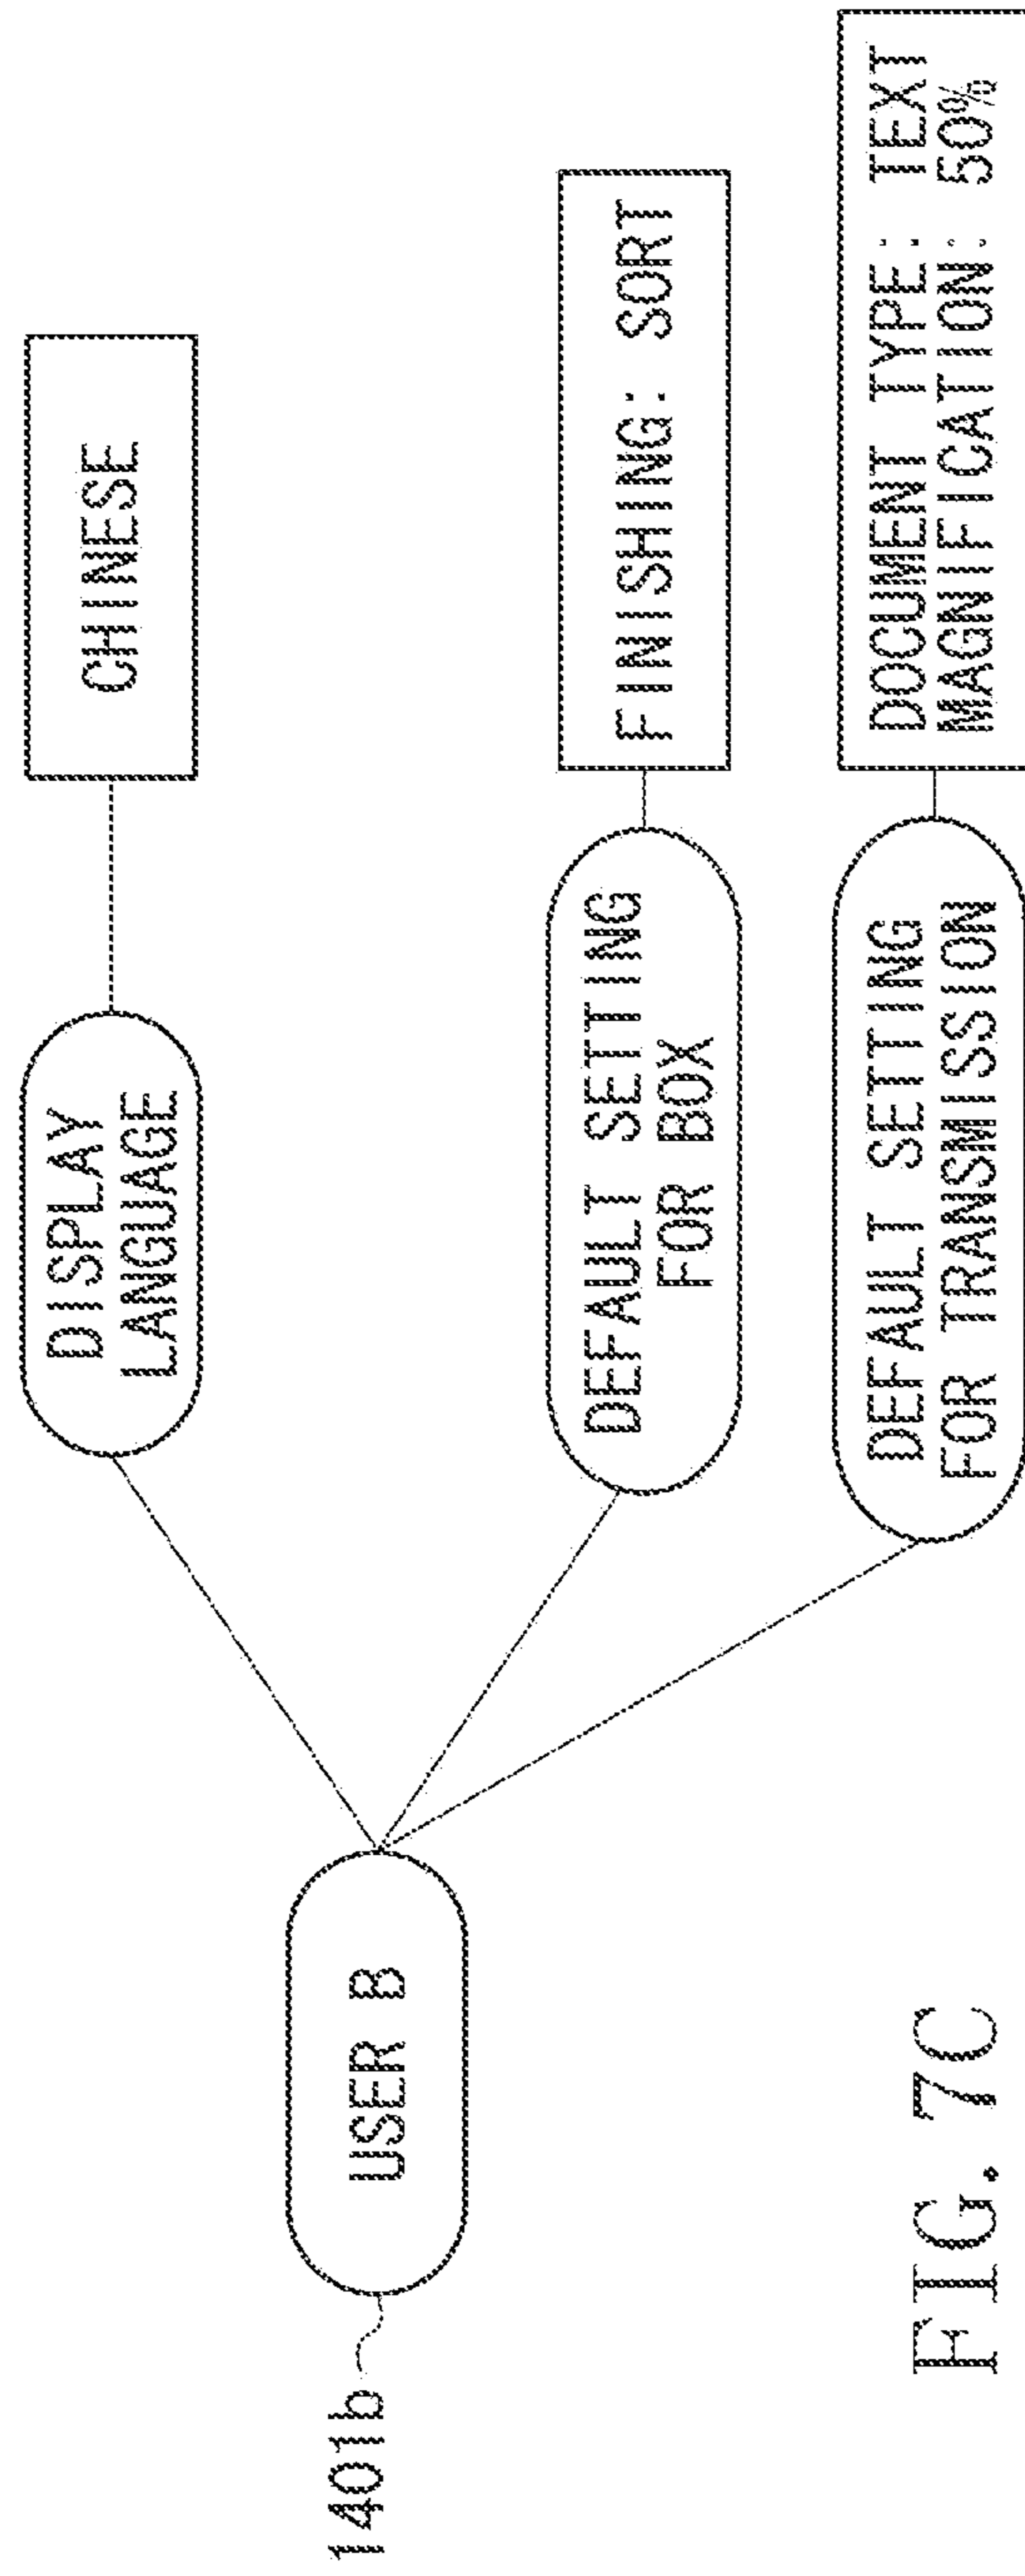 1401b
USER B
DISPLAY
LANGUAGE
CHINESE
DEFAULT SETTING
FOR BOX
FINISHING: SORT
DEFAULT SETTING
FOR TRANSMISSION
DOCUMENT TYPE: TEXT
MAGNIFICATION: 50%
FIG. 7C